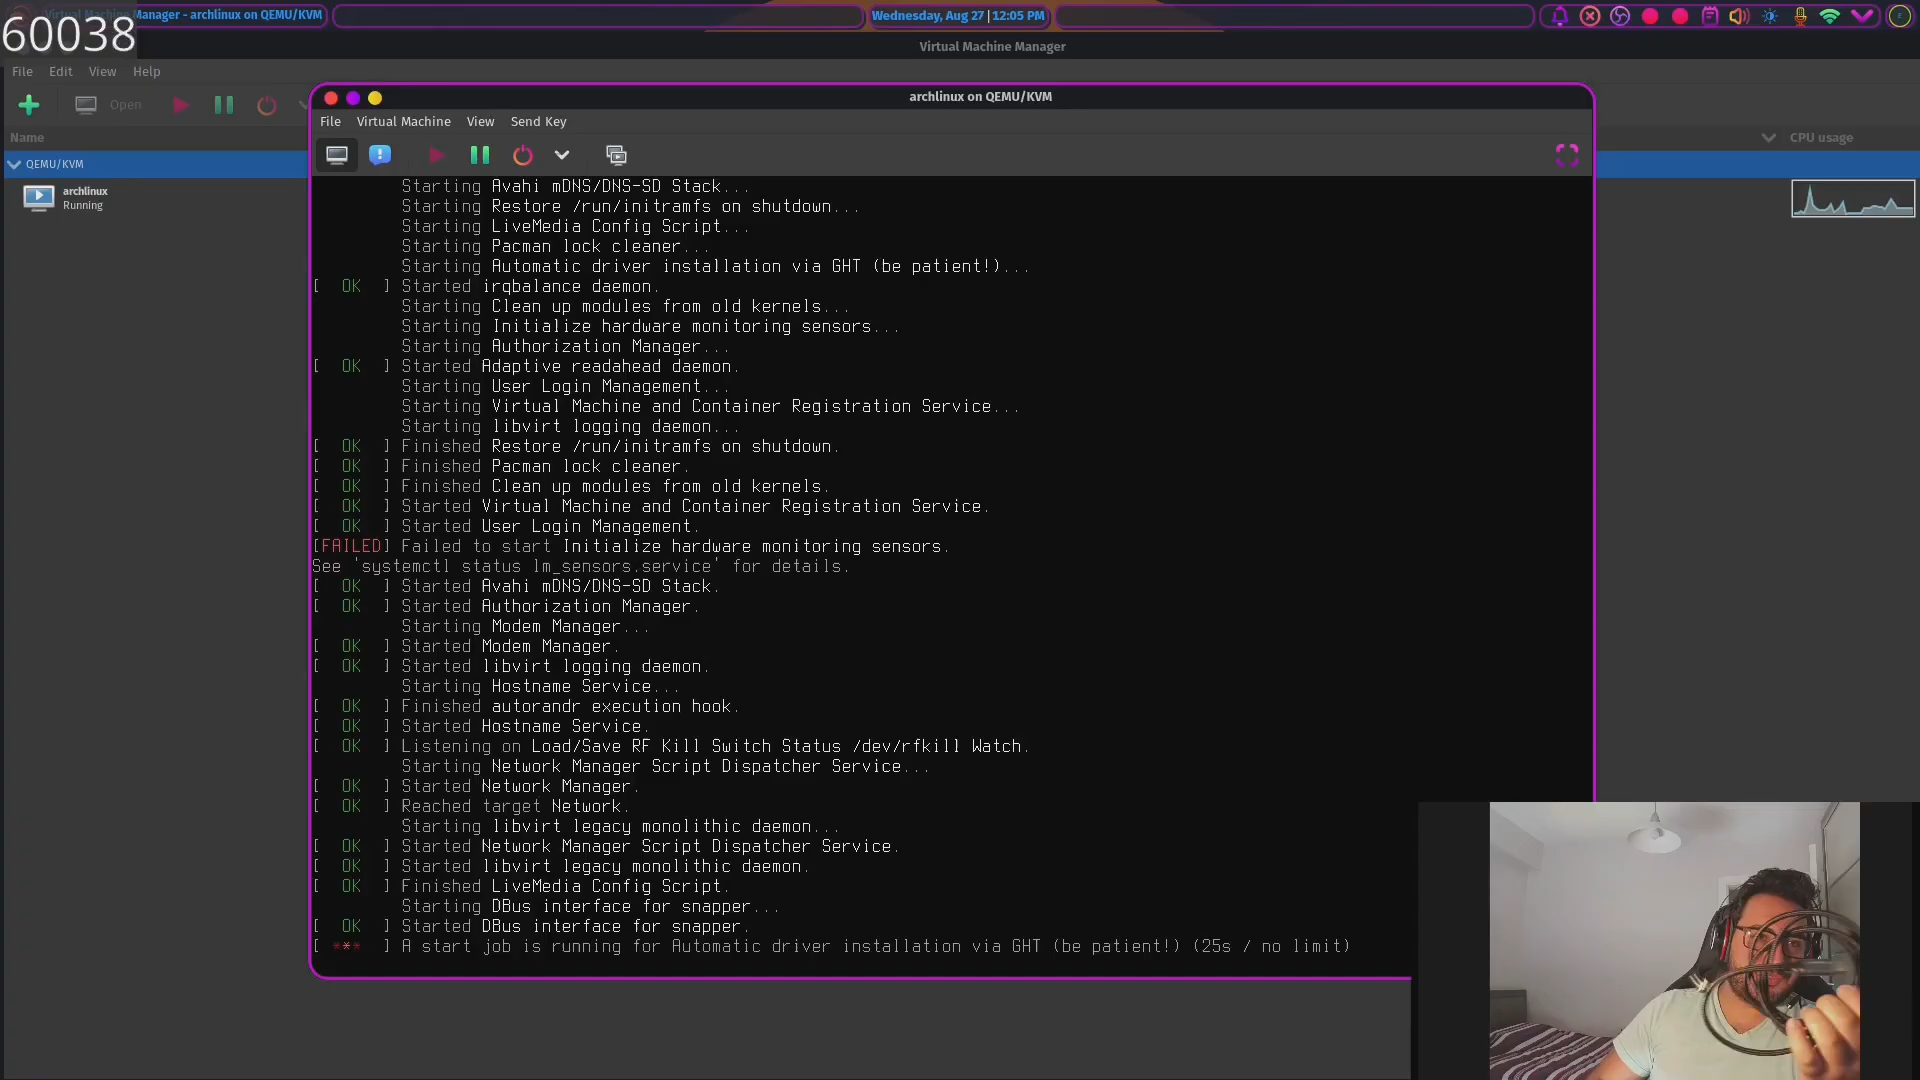 Virtual Machine Manager - archlinux on QEMU/KVM
Wednesday, Aug 27 | 12:05 PM
60038
Virtual Machine Manager
File Edit View Help
Open
Name
CPU usage
QEMU/KVM
archlinux
Running
archlinux on QEMU/KVM
File Virtual Machine View Send Key
Starting Avahi mDNS/DNS-SD Stack...
Starting Restore /run/initramfs on shutdown...
Starting LiveMedia Config Script...
Starting Pacman lock cleaner...
Starting Automatic driver installation via GHT (be patient!)...
[ OK ] Started irqbalance daemon.
Starting Clean up modules from old kernels...
Starting Initialize hardware monitoring sensors...
Starting Authorization Manager...
[ OK ] Started Adaptive readahead daemon.
Starting User Login Management...
Starting Virtual Machine and Container Registration Service...
Starting libvirt logging daemon...
[ OK ] Finished Restore /run/initramfs on shutdown.
[ OK ] Finished Pacman lock cleaner.
[ OK ] Finished Clean up modules from old kernels.
[ OK ] Started Virtual Machine and Container Registration Service.
[ OK ] Started User Login Management.
[FAILED] Failed to start Initialize hardware monitoring sensors.
See 'systemctl status lm_sensors.service' for details.
[ OK ] Started Avahi mDNS/DNS-SD Stack.
[ OK ] Started Authorization Manager.
Starting Modem Manager...
[ OK ] Started Modem Manager.
[ OK ] Started libvirt logging daemon.
Starting Hostname Service...
[ OK ] Finished autorandr execution hook.
[ OK ] Started Hostname Service.
[ OK ] Listening on Load/Save RF Kill Switch Status /dev/rfkill Watch.
Starting Network Manager Script Dispatcher Service...
[ OK ] Started Network Manager.
[ OK ] Reached target Network.
Starting libvirt legacy monolithic daemon...
[ OK ] Started Network Manager Script Dispatcher Service.
[ OK ] Started libvirt legacy monolithic daemon.
[ OK ] Finished LiveMedia Config Script.
Starting DBus interface for snapper...
[ OK ] Started DBus interface for snapper.
[ *** ] A start job is running for Automatic driver installation via GHT (be patient!) (25s / no limit)